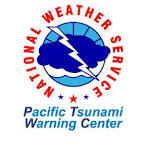 NATIONAL WEATHER SERVICE
Pacific Tsunami
Warning Center